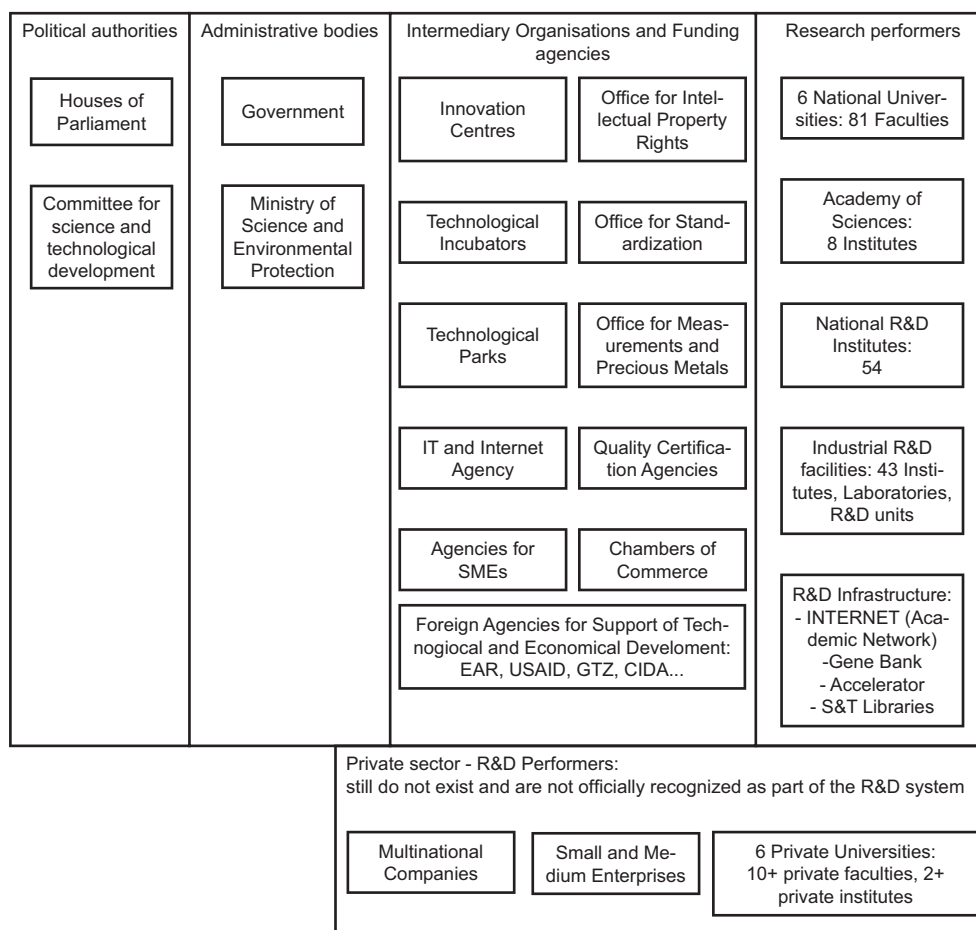 Political authorities
Houses of
Parliament
Committee for
science and
technological
development
Administrative bodies
Government
Ministry of
Science and
Environmental
Protection
Intermediary Organisations and Funding
agencies
Innovation
Centres
Office for Intel-
lectual Property
Rights
Technological
Incubators
Office for Stand-
ardization
Technological
Parks
Office for Meas-
urements and
Precious Metals
IT and Internet
Agency
Quality Certifica-
tion Agencies
Agencies for
SMEs
Chambers of
Commerce
Foreign Agencies for Support of Tech-
nogiocal and Economical Develoment:
EAR, USAID, GTZ, CIDA...
Research performers
6 National Univer-
sities: 81 Faculties
Academy of
Sciences:
8 Institutes
National R&D
Institutes:
54
Industrial R&D
facilities: 43 Insti-
tutes, Laboratories,
R&D units
R&D Infrastructure:
- INTERNET (Aca-
demic Network)
-Gene Bank
- Accelerator
- S&T Libraries
Private sector - R&D Performers:
still do not exist and are not officially recognized as part of the R&D system
Multinational
Companies
Small and Me-
dium Enterprises
6 Private Universities:
10+ private faculties, 2+
private institutes